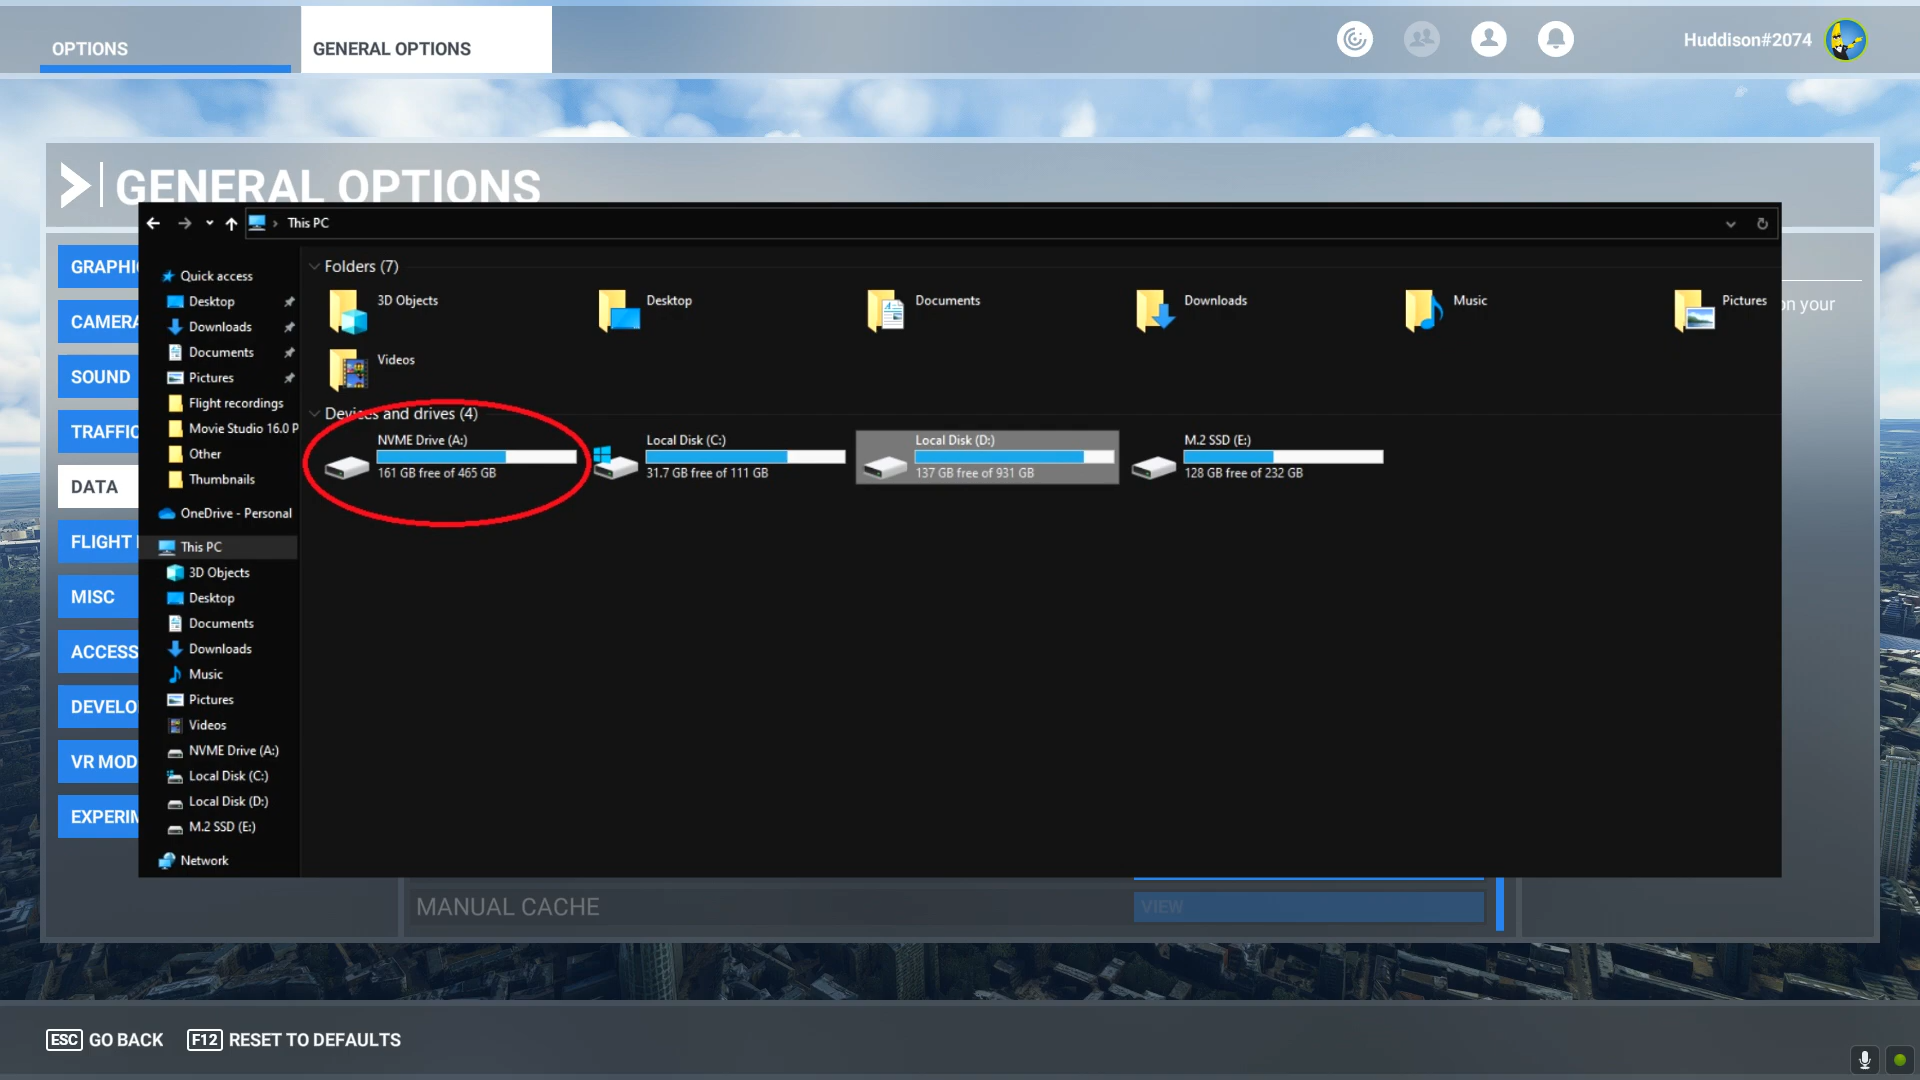 OPTIONS
GENERAL OPTIONS
Huddison#2074
GENERAL OPTIONS
This PC
GRAPHI
CAMERA
SOUND
TRAFFIC
DATA
FLIGHT
MISC
ACCESS
DEVELO
VR MOD
EXPERIM
on your
Quick access
Desktop
Downloads
Documents
Pictures
Flight recordings
Movie Studio 16.0 P
Other
Thumbnails
OneDrive - Personal
This PC
3D Objects
Desktop
Documents
Downloads
Music
Pictures
Videos
NVME Drive (A:)
Local Disk (C:)
Local Disk (D:)
M.2 SSD (E:)
Network
Folders (7)
3D Objects
Desktop
Documents
Downloads
Music
Pictures
Videos
Devices and drives (4)
NVME Drive (A:)
161 GB free of 465 GB
Local Disk (C:)
31.7 GB free of 111 GB
Local Disk (D:)
137 GB free of 931 GB
M.2 SSD (E:)
128 GB free of 232 GB
MANUAL CACHE
VIEW
ESC GO BACK
F12 RESET TO DEFAULTS